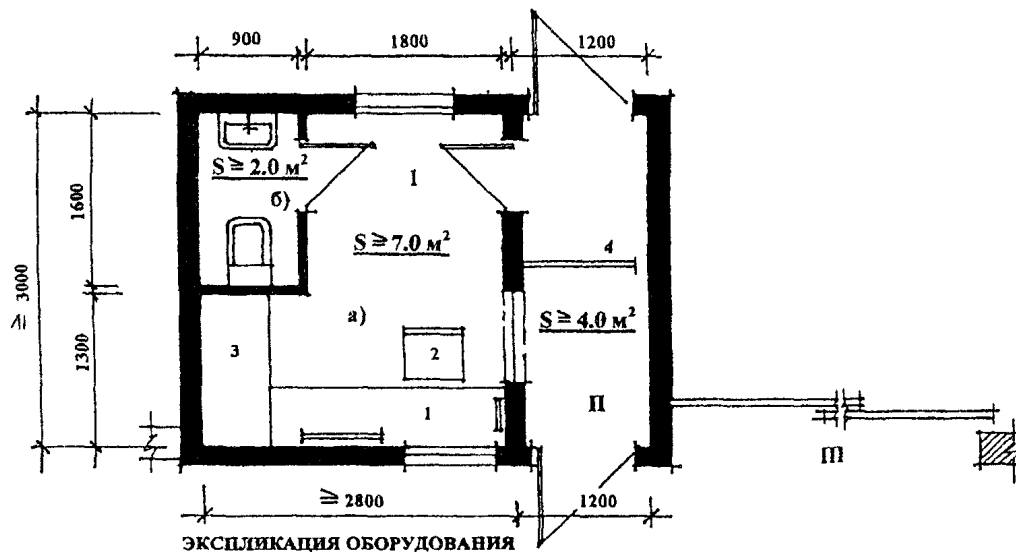 900 1800 1200
S ≥ 2.0 м²
б)
1
S ≥ 7.0 м²
4
1600
≥ 3000
а)
S ≥ 4.0 м²
3
2
1300
1
П
Ш
≥ 2800 1200
ЭКСПЛИКАЦИЯ ОБОРУДОВАНИЯ